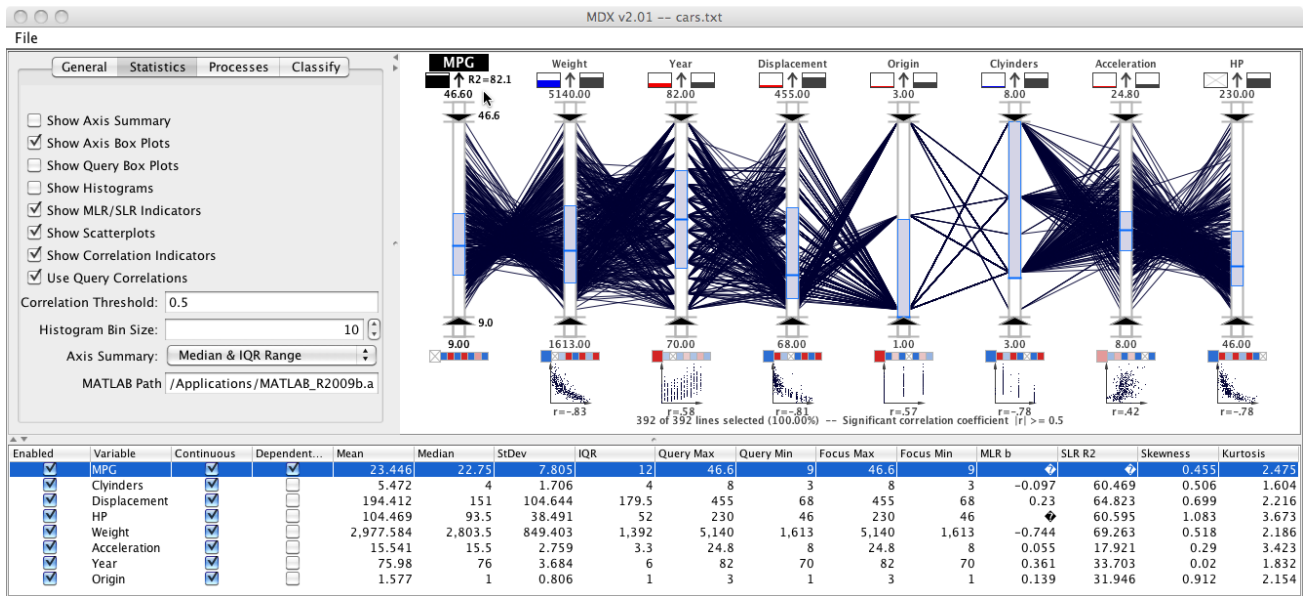 MDX v2.01 -- cars.txt
File
General Statistics Processes Classify
Show Axis Summary
Show Axis Box Plots
Show Query Box Plots
Show Histograms
Show MLR/SLR Indicators
Show Scatterplots
Show Correlation Indicators
Use Query Correlations
Correlation Threshold: 0.5
Histogram Bin Size: 10
Axis Summary: Median & IQR Range
MATLAB Path /Applications/MATLAB_R2009b.a
MPG Weight Year Displacement Origin Clyinders Acceleration HP
R2=82.1
46.60 5140.00 82.00 455.00 3.00 8.00 24.80 230.00
46.6
9.0
9.00 1613.00 70.00 68.00 1.00 3.00 8.00 46.00
r=-.83 r=.58 r=-.81 r=.57 r=-.78 r=.42 r=-.78
392 of 392 lines selected (100.00%) -- Significant correlation coefficient |r| >= 0.5
Enabled Variable Continuous Dependent... Mean Median StDev IQR Query Max Query Min Focus Max Focus Min MLR b SLR R2 Skewness Kurtosis
MPG 23.446 22.75 7.805 12 46.6 9 46.6 9 � � 0.455 2.475
Clyinders 5.472 4 1.706 4 8 3 8 3 -0.097 60.469 0.506 1.604
Displacement 194.412 151 104.644 179.5 455 68 455 68 0.23 64.823 0.699 2.216
HP 104.469 93.5 38.491 52 230 46 230 46 � 60.595 1.083 3.673
Weight 2,977.584 2,803.5 849.403 1,392 5,140 1,613 5,140 1,613 -0.744 69.263 0.518 2.186
Acceleration 15.541 15.5 2.759 3.3 24.8 8 24.8 8 0.055 17.921 0.29 3.423
Year 75.98 76 3.684 6 82 70 82 70 0.361 33.703 0.02 1.832
Origin 1.577 1 0.806 1 3 1 3 1 0.139 31.946 0.912 2.154